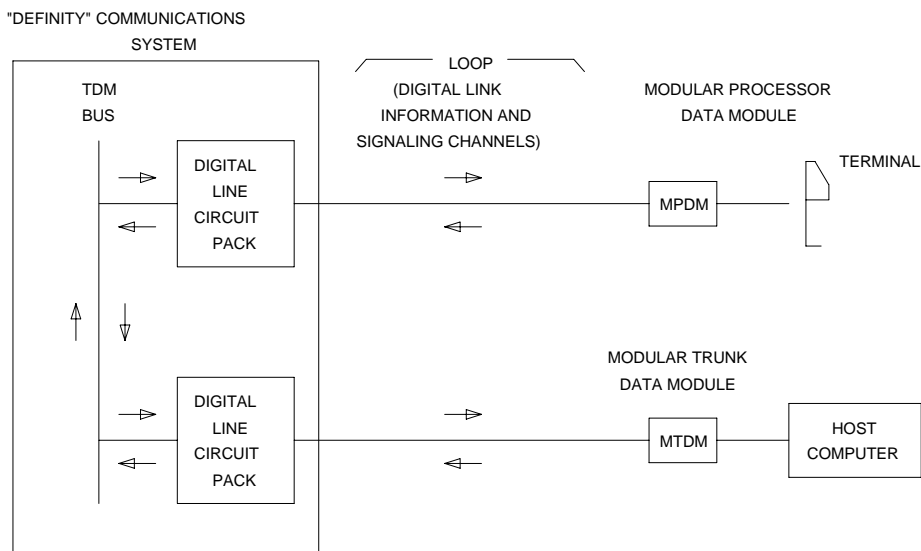 "DEFINITY" COMMUNICATIONS
SYSTEM
TDM
BUS
DIGITAL
LINE
CIRCUIT
PACK
LOOP
(DIGITAL LINK
INFORMATION AND
SIGNALING CHANNELS)
MODULAR PROCESSOR
DATA MODULE
MPDM
TERMINAL
DIGITAL
LINE
CIRCUIT
PACK
MODULAR TRUNK
DATA MODULE
MTDM
HOST
COMPUTER